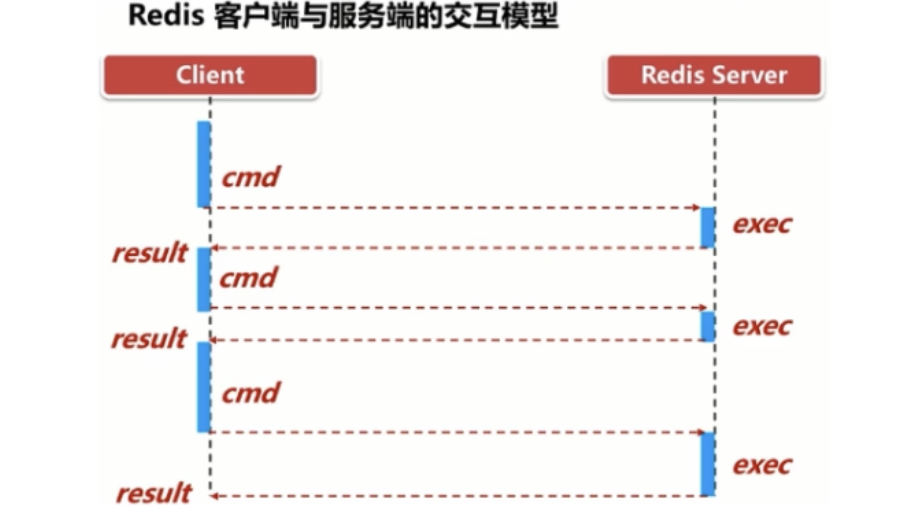 Redis 客户端与服务端的交互模型
Client
Redis Server
cmd
exec
result
cmd
exec
result
cmd
exec
result